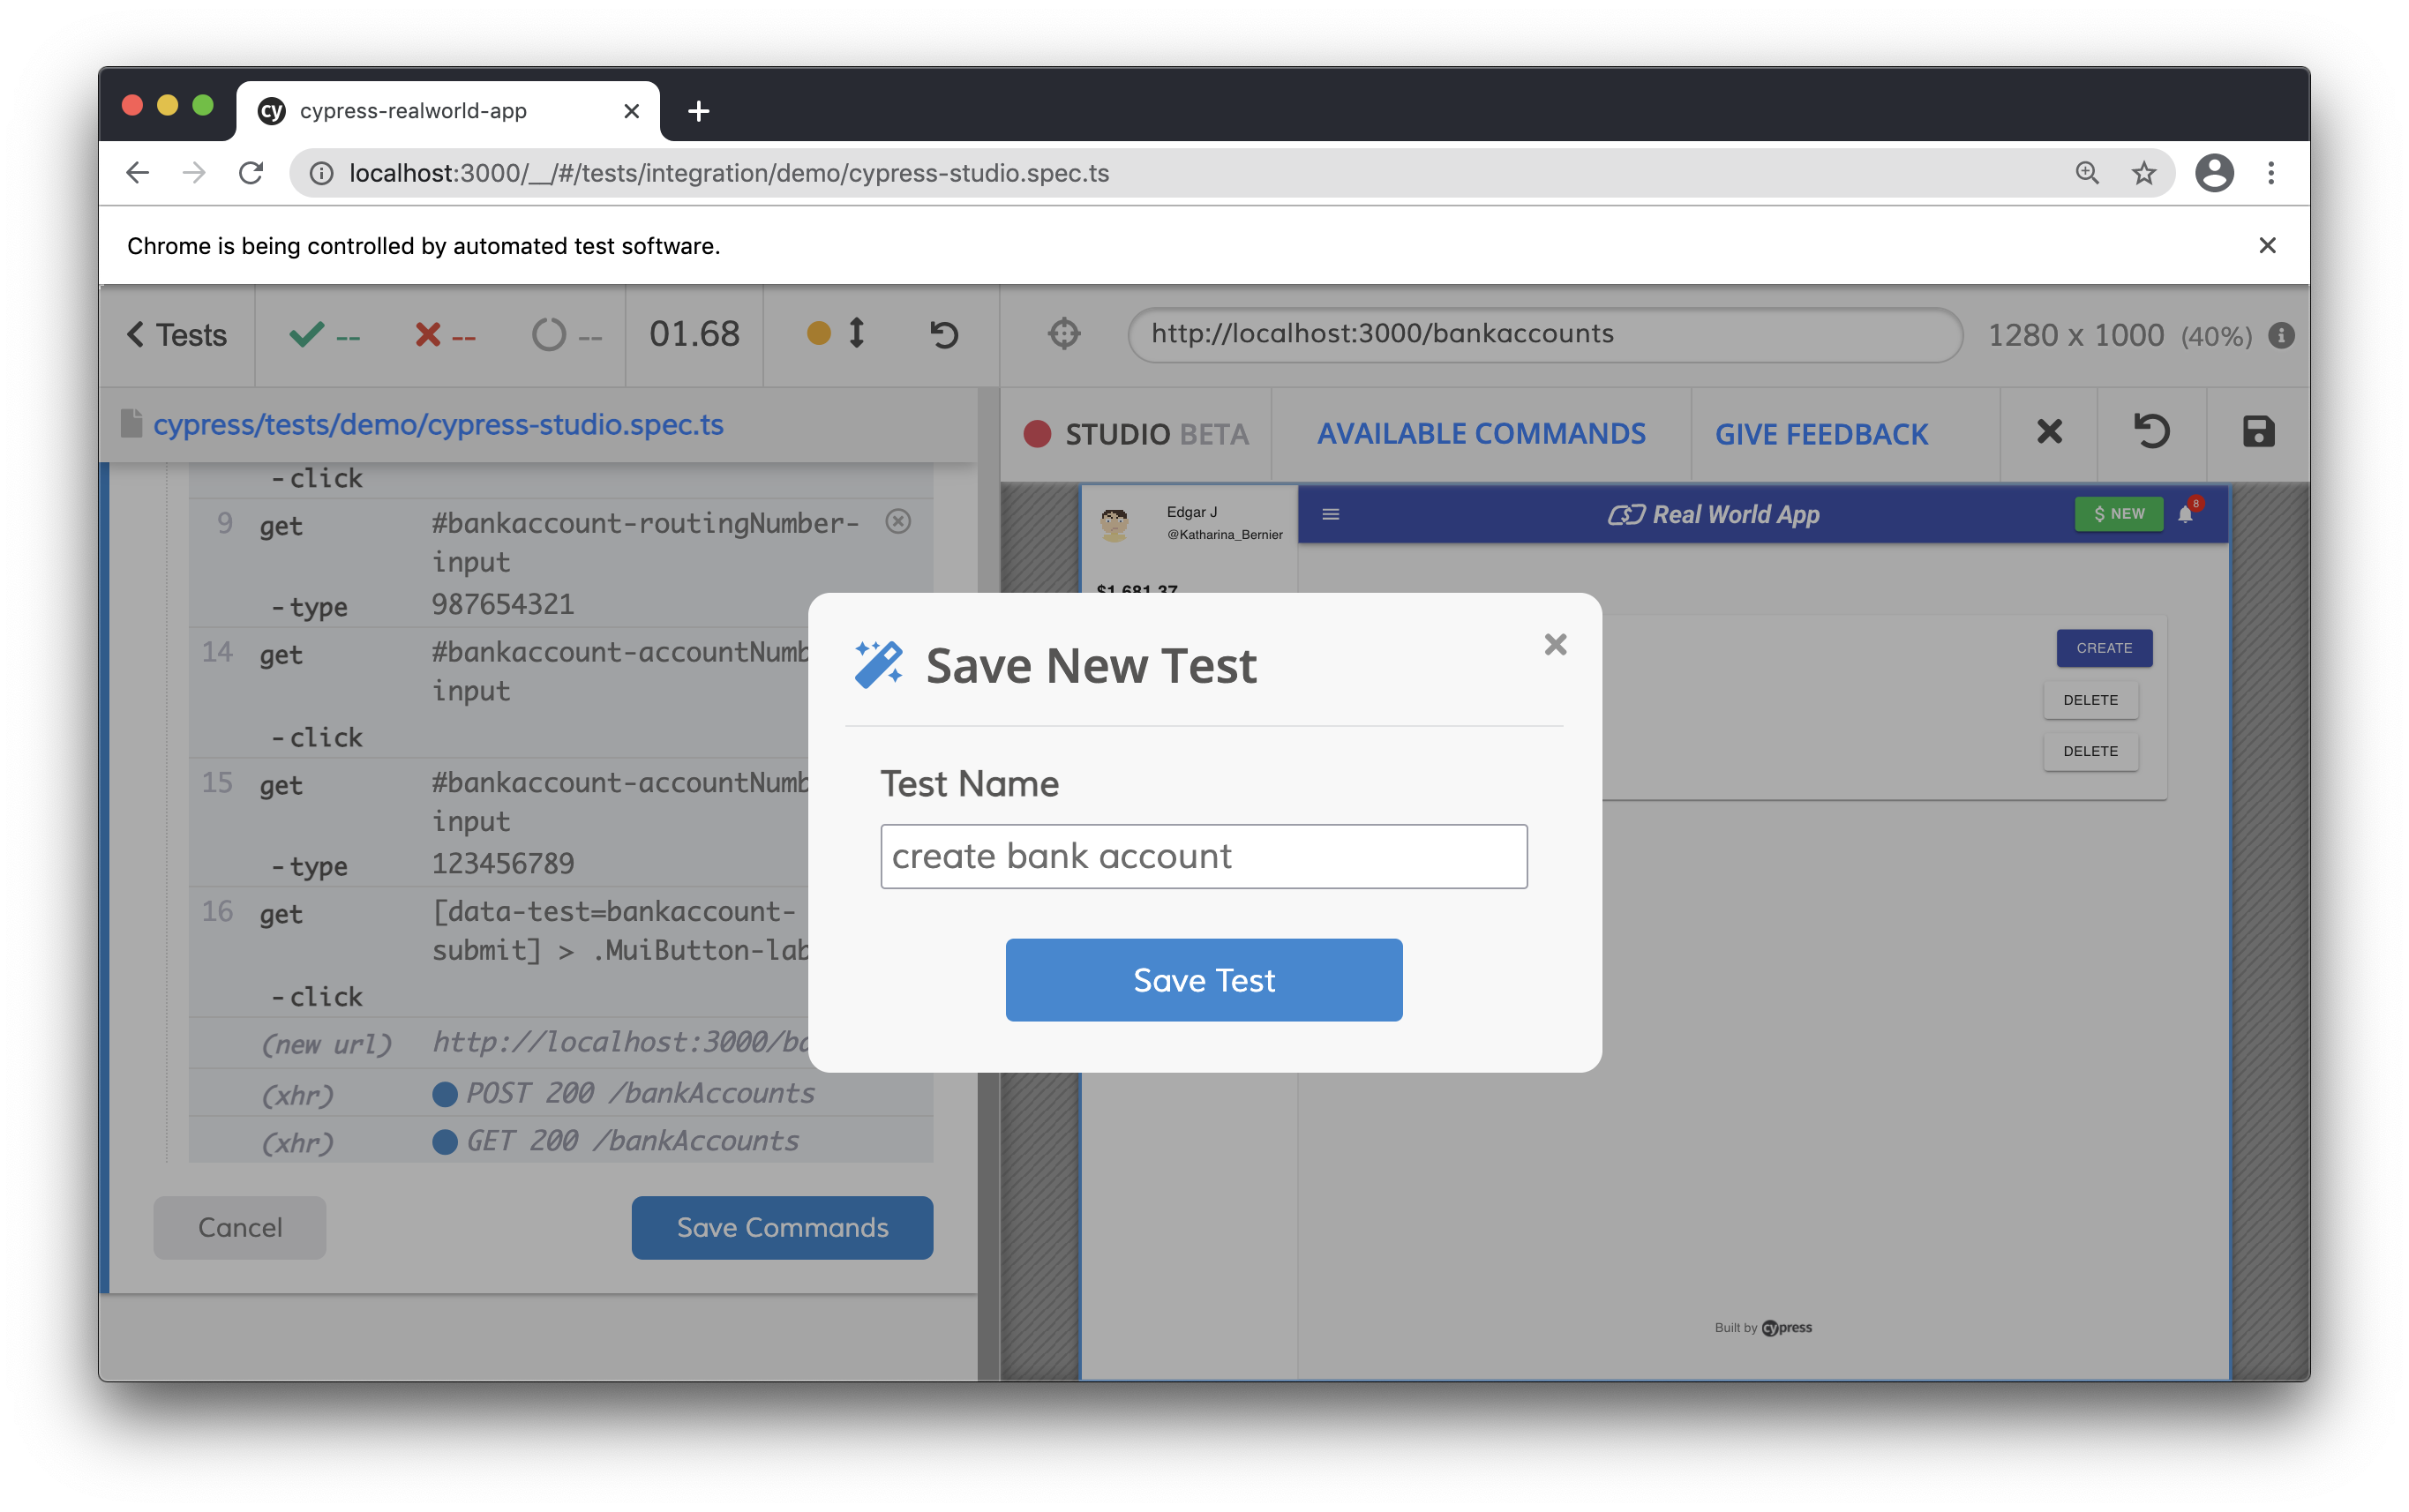 cypress-realworld-app
localhost:3000/__/#/tests/integration/demo/cypress-studio.spec.ts
Chrome is being controlled by automated test software.
Tests -- -- -- 01.68
http://localhost:3000/bankaccounts 1280 x 1000 (40%)
cypress/tests/demo/cypress-studio.spec.ts
STUDIO BETA AVAILABLE COMMANDS GIVE FEEDBACK
-click
9 get #bankaccount-routingNumber-
input
-type 987654321
14 get #bankaccount-accountNumb
input
-click
15 get #bankaccount-accountNumb
input
-type 123456789
16 get [data-test=bankaccount-
submit] > .MuiButton-lab
-click
(new url) http://localhost:3000/ba
(xhr) POST 200 /bankAccounts
(xhr) GET 200 /bankAccounts
Cancel Save Commands
Edgar J
@Katharina_Bernier
$1,681.37
Real World App
$ NEW
8
CREATE
DELETE
DELETE
Built by cypress
Save New Test
Test Name
create bank account
Save Test